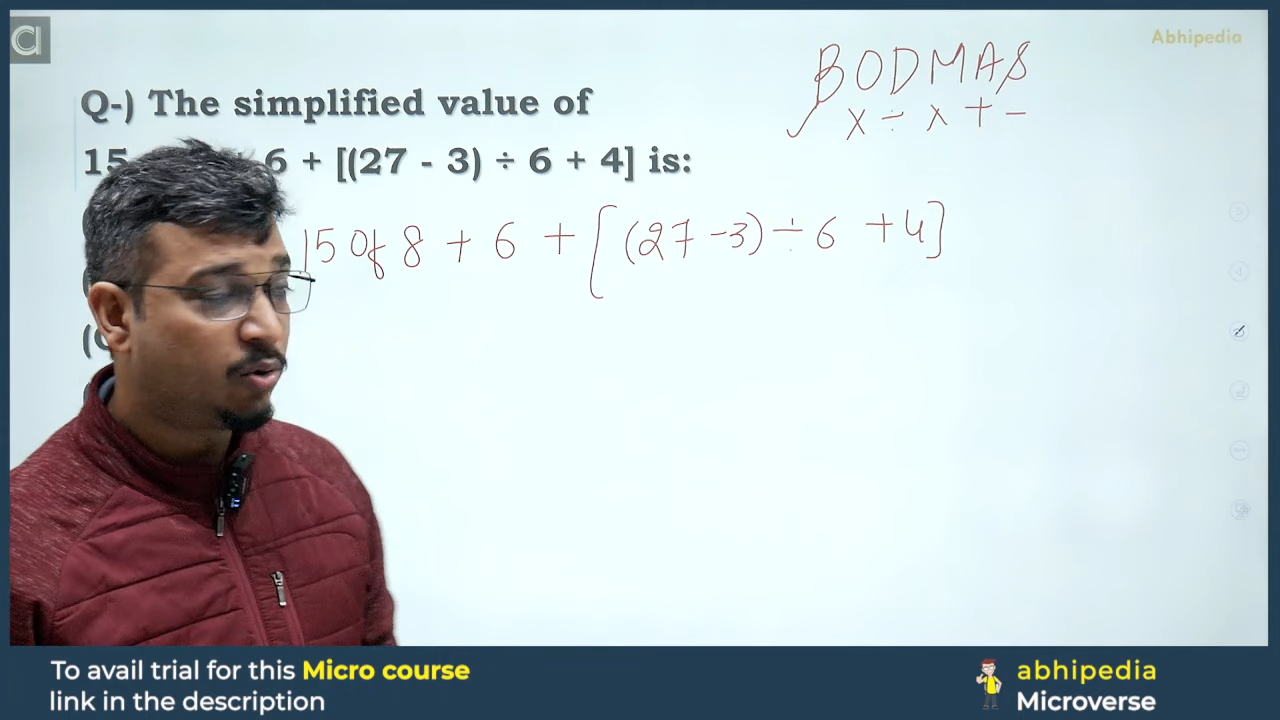 Abhipedia
BODMAS
× ÷ × + −
Q-) The simplified value of
15 6 + [(27 - 3) ÷ 6 + 4] is:
15 Of 8 + 6 + [(27 -3) ÷ 6 + 4]
To avail trial for this Micro course
link in the description
abhipedia
Microverse